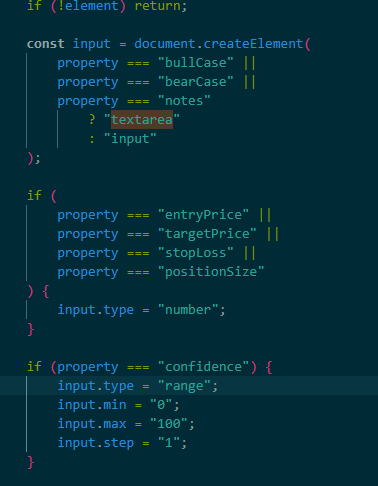 if (!element) return;
const input = document.createElement(
property === "bullCase" ||
property === "bearCase" ||
property === "notes"
? "textarea"
: "input"
);
if (
property === "entryPrice" ||
property === "targetPrice" ||
property === "stopLoss" ||
property === "positionSize"
) {
input.type = "number";
}
if (property === "confidence") {
input.type = "range";
input.min = "0";
input.max = "100";
input.step = "1";
}